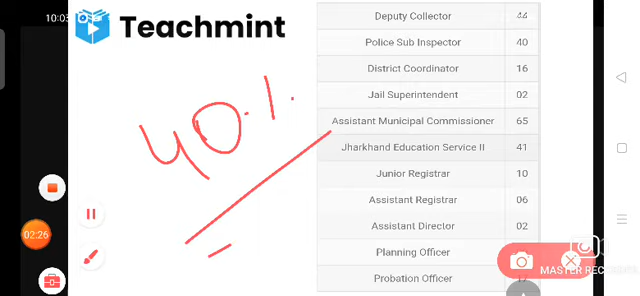 10:03
Teachmint
Deputy Collector 44
Police Sub Inspector 40
District Coordinator 16
Jail Superintendent 02
Assistant Municipal Commissioner 65
Jharkhand Education Service II 41
Junior Registrar 10
Assistant Registrar 06
Assistant Director 02
Planning Officer
Probation Officer 17
40%
02:26
MASTER RECORDER